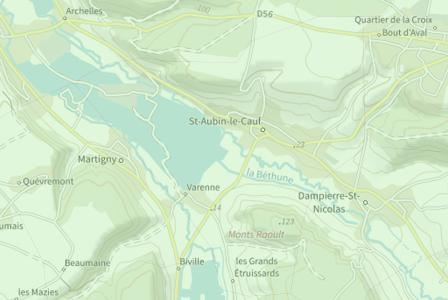 Archelles
100
D56
Quartier de la Croix
Bout d'Aval
St-Aubin-le-Cauf
.23
Martigny
la Béthune
Quévremont
Varenne
Dampierre-St-
Nicolas
.14
.123
umais
Monts Raoult
Beaumaine
Biville
les Grands
Étruissards
les Mazies